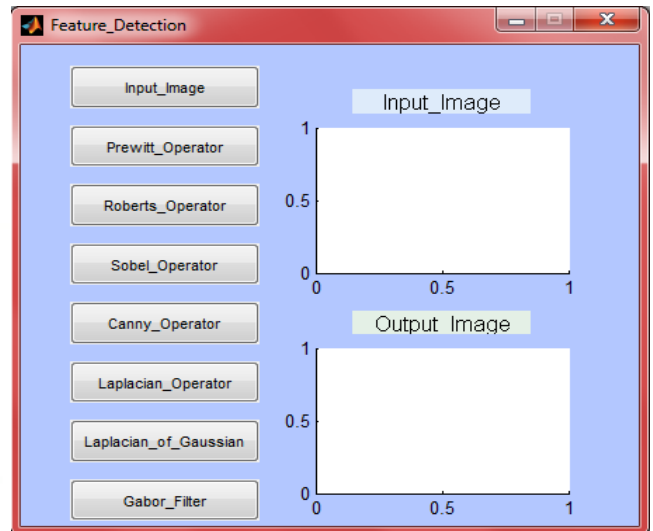 Feature_Detection
Input_Image
Prewitt_Operator
Roberts_Operator
Sobel_Operator
Canny_Operator
Laplacian_Operator
Laplacian_of_Gaussian
Gabor_Filter
Input_Image
1
0.5
0
0 0.5 1
Output_Image
1
0.5
0
0 0.5 1